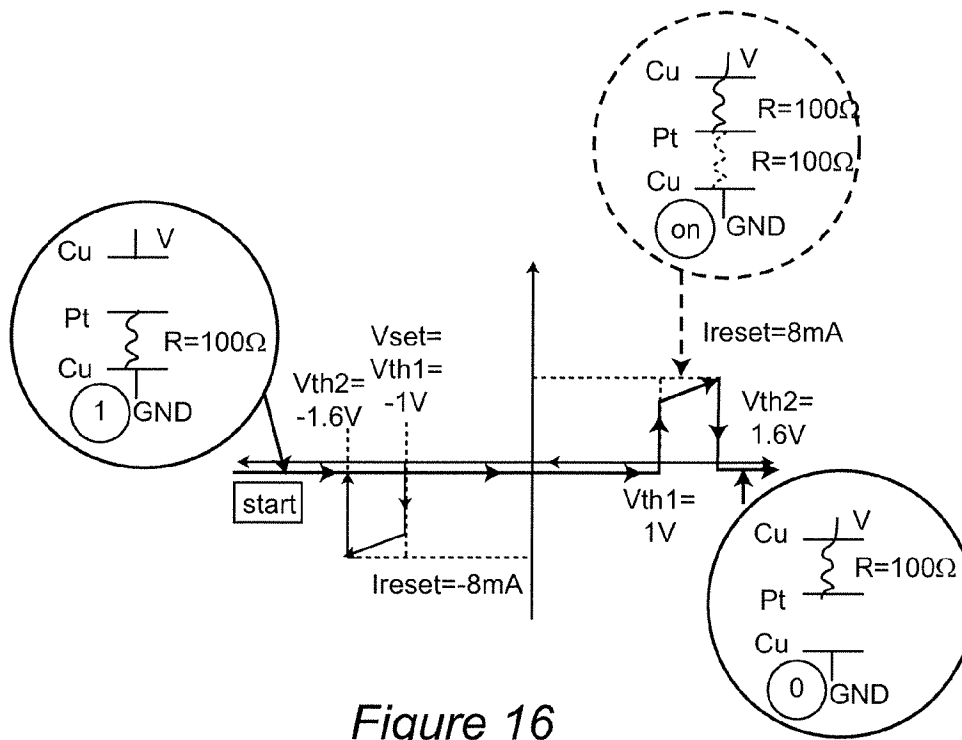 Cu V
R=100Ω
Pt
R=100Ω
Cu
on GND
Cu V
Pt
R=100Ω
Cu
1 GND
Vset=
Vth1=
-1V
Vth2=
-1.6V
Ireset=8mA
Vth2=
1.6V
start
Vth1=
1V
Ireset=-8mA
Cu V
R=100Ω
Pt
Cu
0 GND
Figure 16